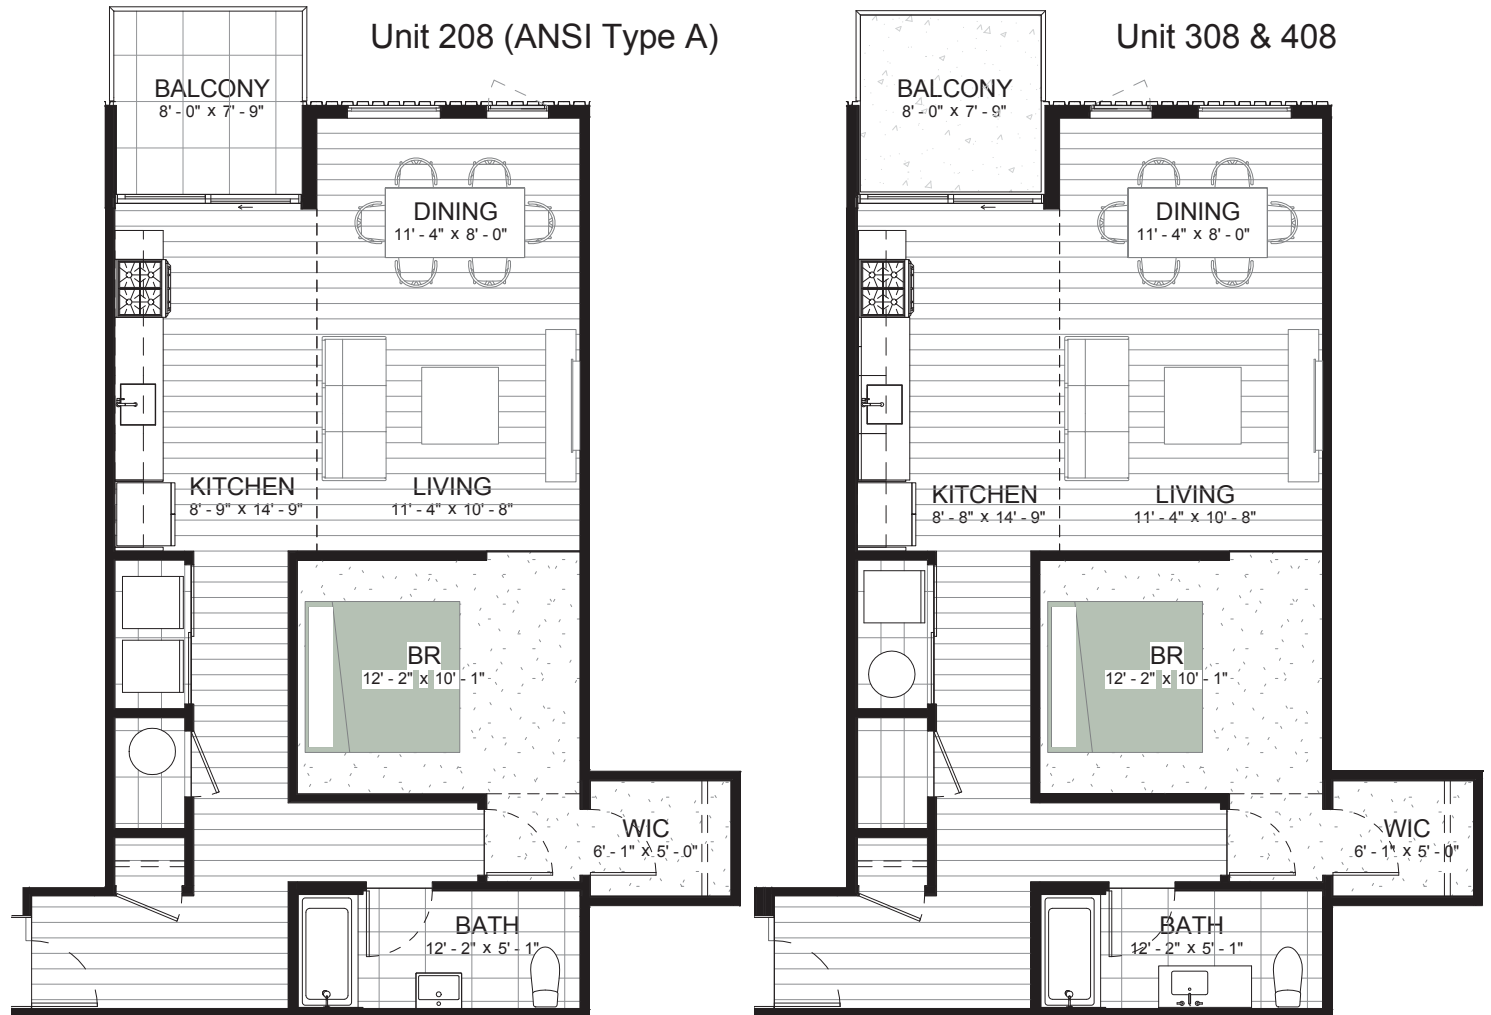 Unit 208 (ANSI Type A)
BALCONY
8' - 0" x 7' - 9"
DINING
11' - 4" x 8' - 0"
KITCHEN
8' - 9" x 14' - 9"
LIVING
11' - 4" x 10' - 8"
BR
12' - 2" x 10' - 1"
WIC
6' - 1" x 5' - 0"
BATH
12' - 2" x 5' - 1"
Unit 308 & 408
BALCONY
8' - 0" x 7' - 9"
DINING
11' - 4" x 8' - 0"
KITCHEN
8' - 8" x 14' - 9"
LIVING
11' - 4" x 10' - 8"
BR
12' - 2" x 10' - 1"
WIC
6' - 1" x 5' - 0"
BATH
12' - 2" x 5' - 1"